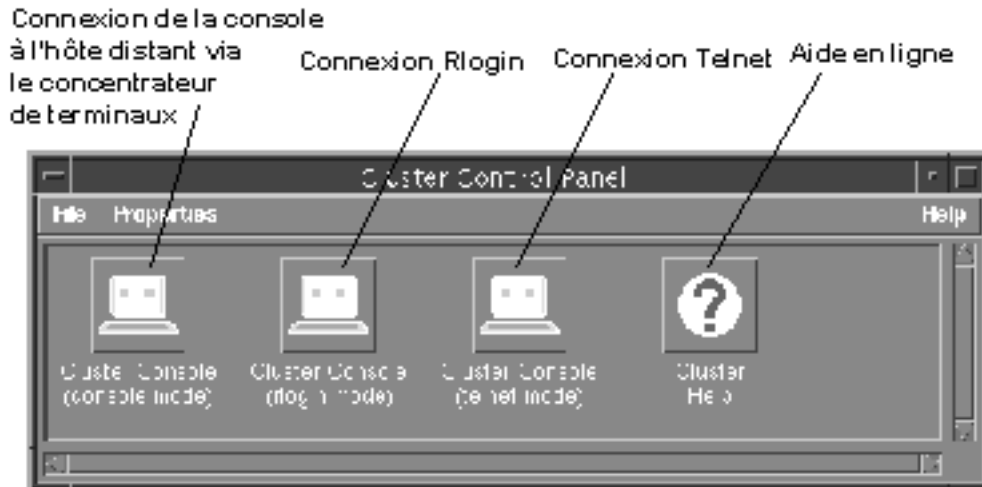 Connexion de la console
à l'hôte distant via
le concentrateur
de terminaux
Connexion Rlogin
Connexion Telnet
Aide en ligne
Cluster Control Panel
File Properties Help
Cluster Console
(console mode)
Cluster Console
(rlogin mode)
Cluster Console
(telnet mode)
Cluster
Help